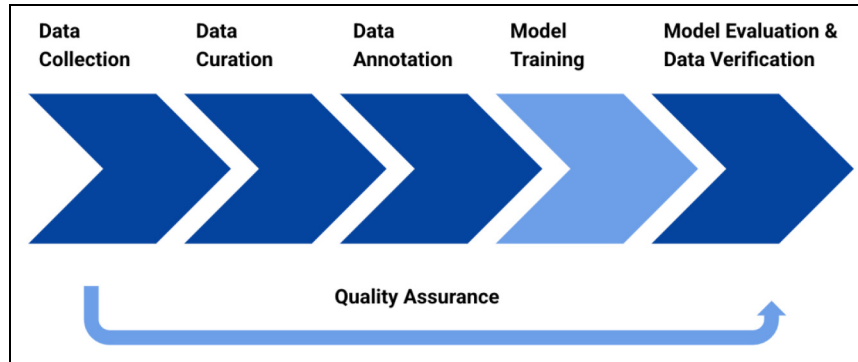 Data
Collection
Data
Curation
Data
Annotation
Model
Training
Model Evaluation &
Data Verification
Quality Assurance